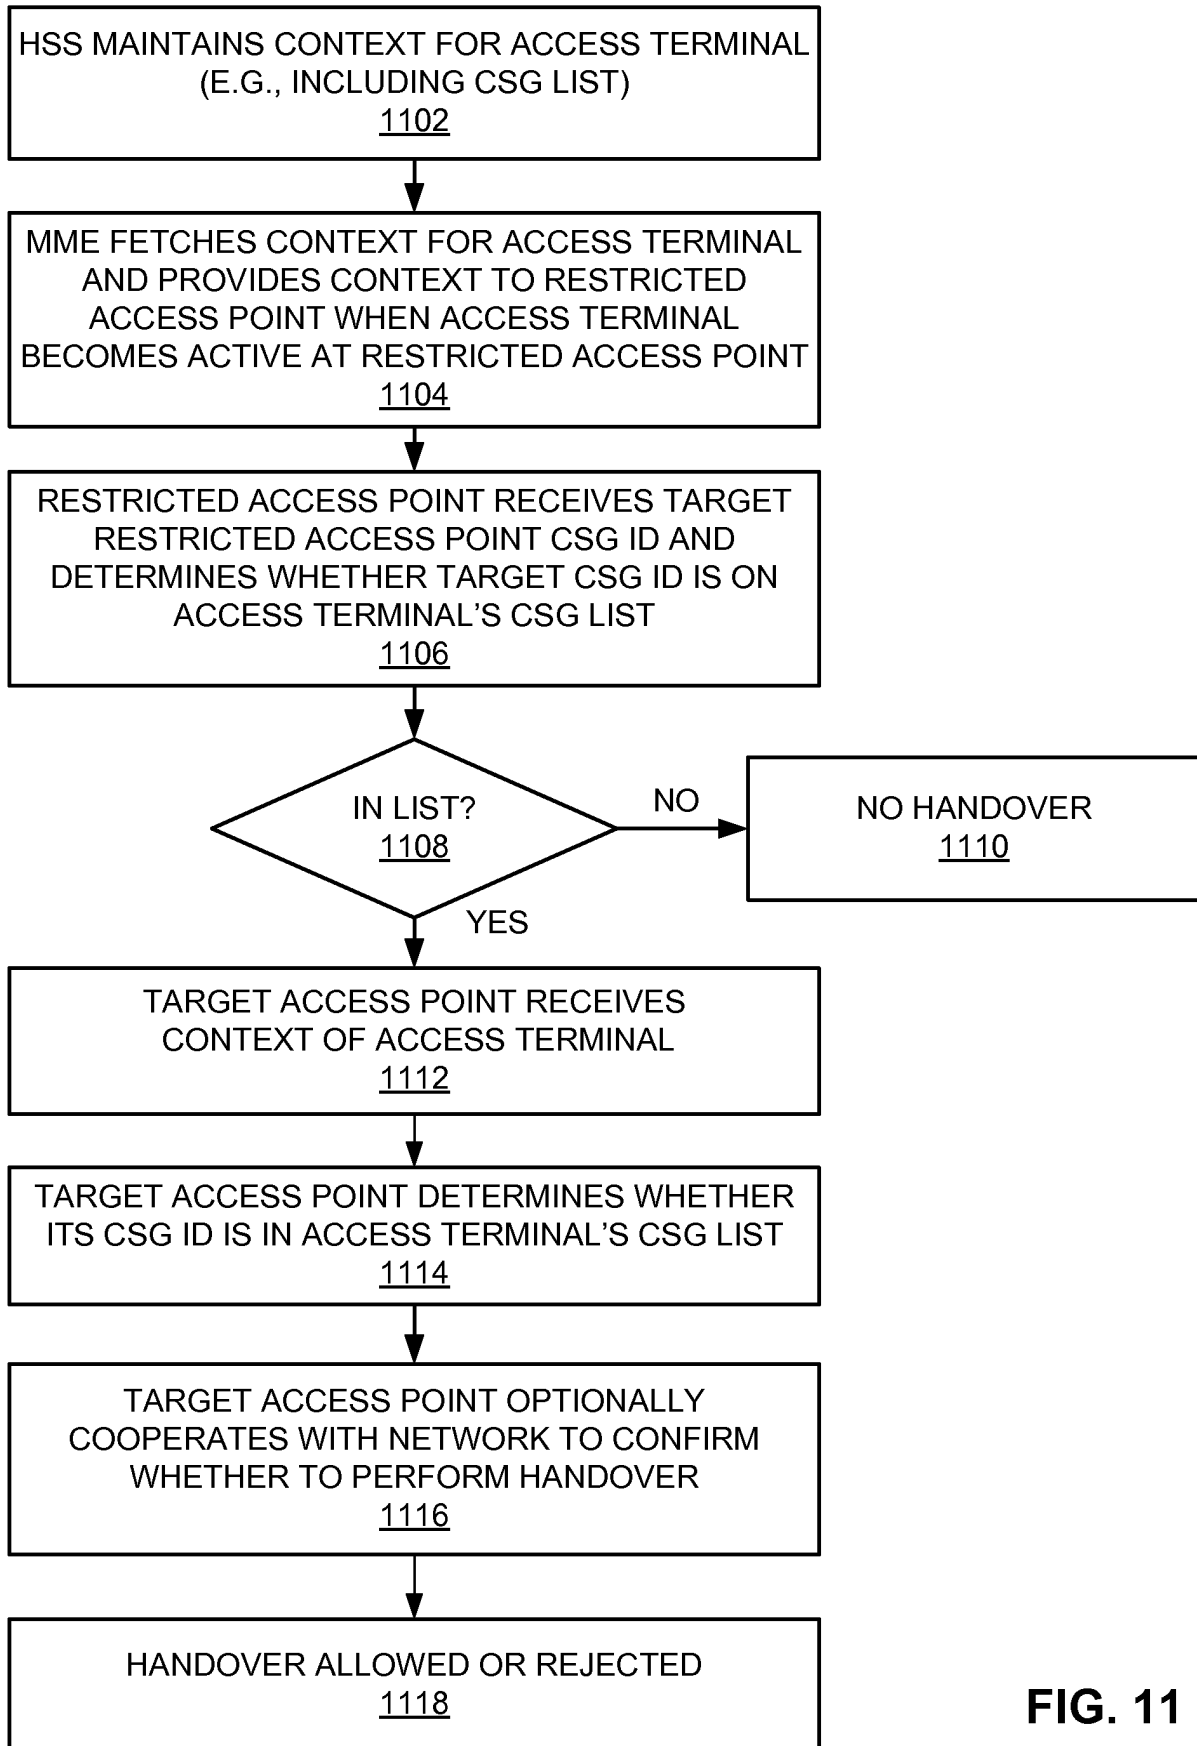 HSS MAINTAINS CONTEXT FOR ACCESS TERMINAL
(E.G., INCLUDING CSG LIST)
1102
MME FETCHES CONTEXT FOR ACCESS TERMINAL
AND PROVIDES CONTEXT TO RESTRICTED
ACCESS POINT WHEN ACCESS TERMINAL
BECOMES ACTIVE AT RESTRICTED ACCESS POINT
1104
RESTRICTED ACCESS POINT RECEIVES TARGET
RESTRICTED ACCESS POINT CSG ID AND
DETERMINES WHETHER TARGET CSG ID IS ON
ACCESS TERMINAL’S CSG LIST
1106
IN LIST?
1108
NO
NO HANDOVER
1110
YES
TARGET ACCESS POINT RECEIVES
CONTEXT OF ACCESS TERMINAL
1112
TARGET ACCESS POINT DETERMINES WHETHER
ITS CSG ID IS IN ACCESS TERMINAL’S CSG LIST
1114
TARGET ACCESS POINT OPTIONALLY
COOPERATES WITH NETWORK TO CONFIRM
WHETHER TO PERFORM HANDOVER
1116
HANDOVER ALLOWED OR REJECTED
1118
FIG. 11